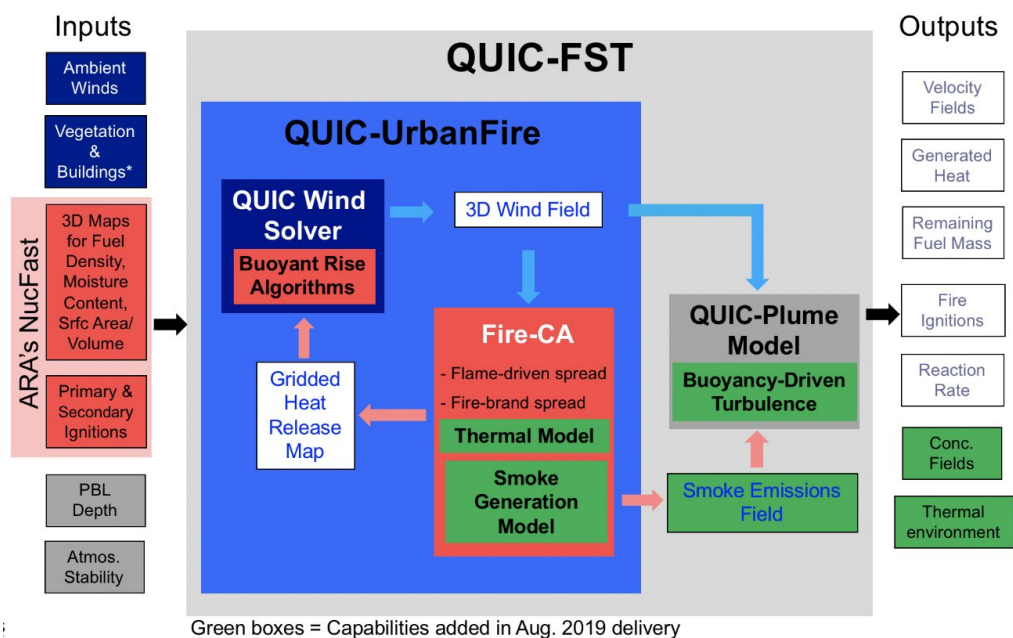 Inputs
Ambient
Winds
Vegetation
&
Buildings*
ARA's NucFast
3D Maps
for Fuel
Density,
Moisture
Content,
Srfc Area/
Volume
Primary &
Secondary
Ignitions
PBL
Depth
Atmos.
Stability
QUIC-FST
QUIC-UrbanFire
QUIC Wind
Solver
Buoyant Rise
Algorithms
3D Wind Field
Gridded
Heat
Release
Map
Fire-CA
- Flame-driven spread
- Fire-brand spread
Thermal Model
Smoke
Generation
Model
QUIC-Plume
Model
Buoyancy-Driven
Turbulence
Smoke Emissions
Field
Outputs
Velocity
Fields
Generated
Heat
Remaining
Fuel Mass
Fire
Ignitions
Reaction
Rate
Conc.
Fields
Thermal
environment
Green boxes = Capabilities added in Aug. 2019 delivery